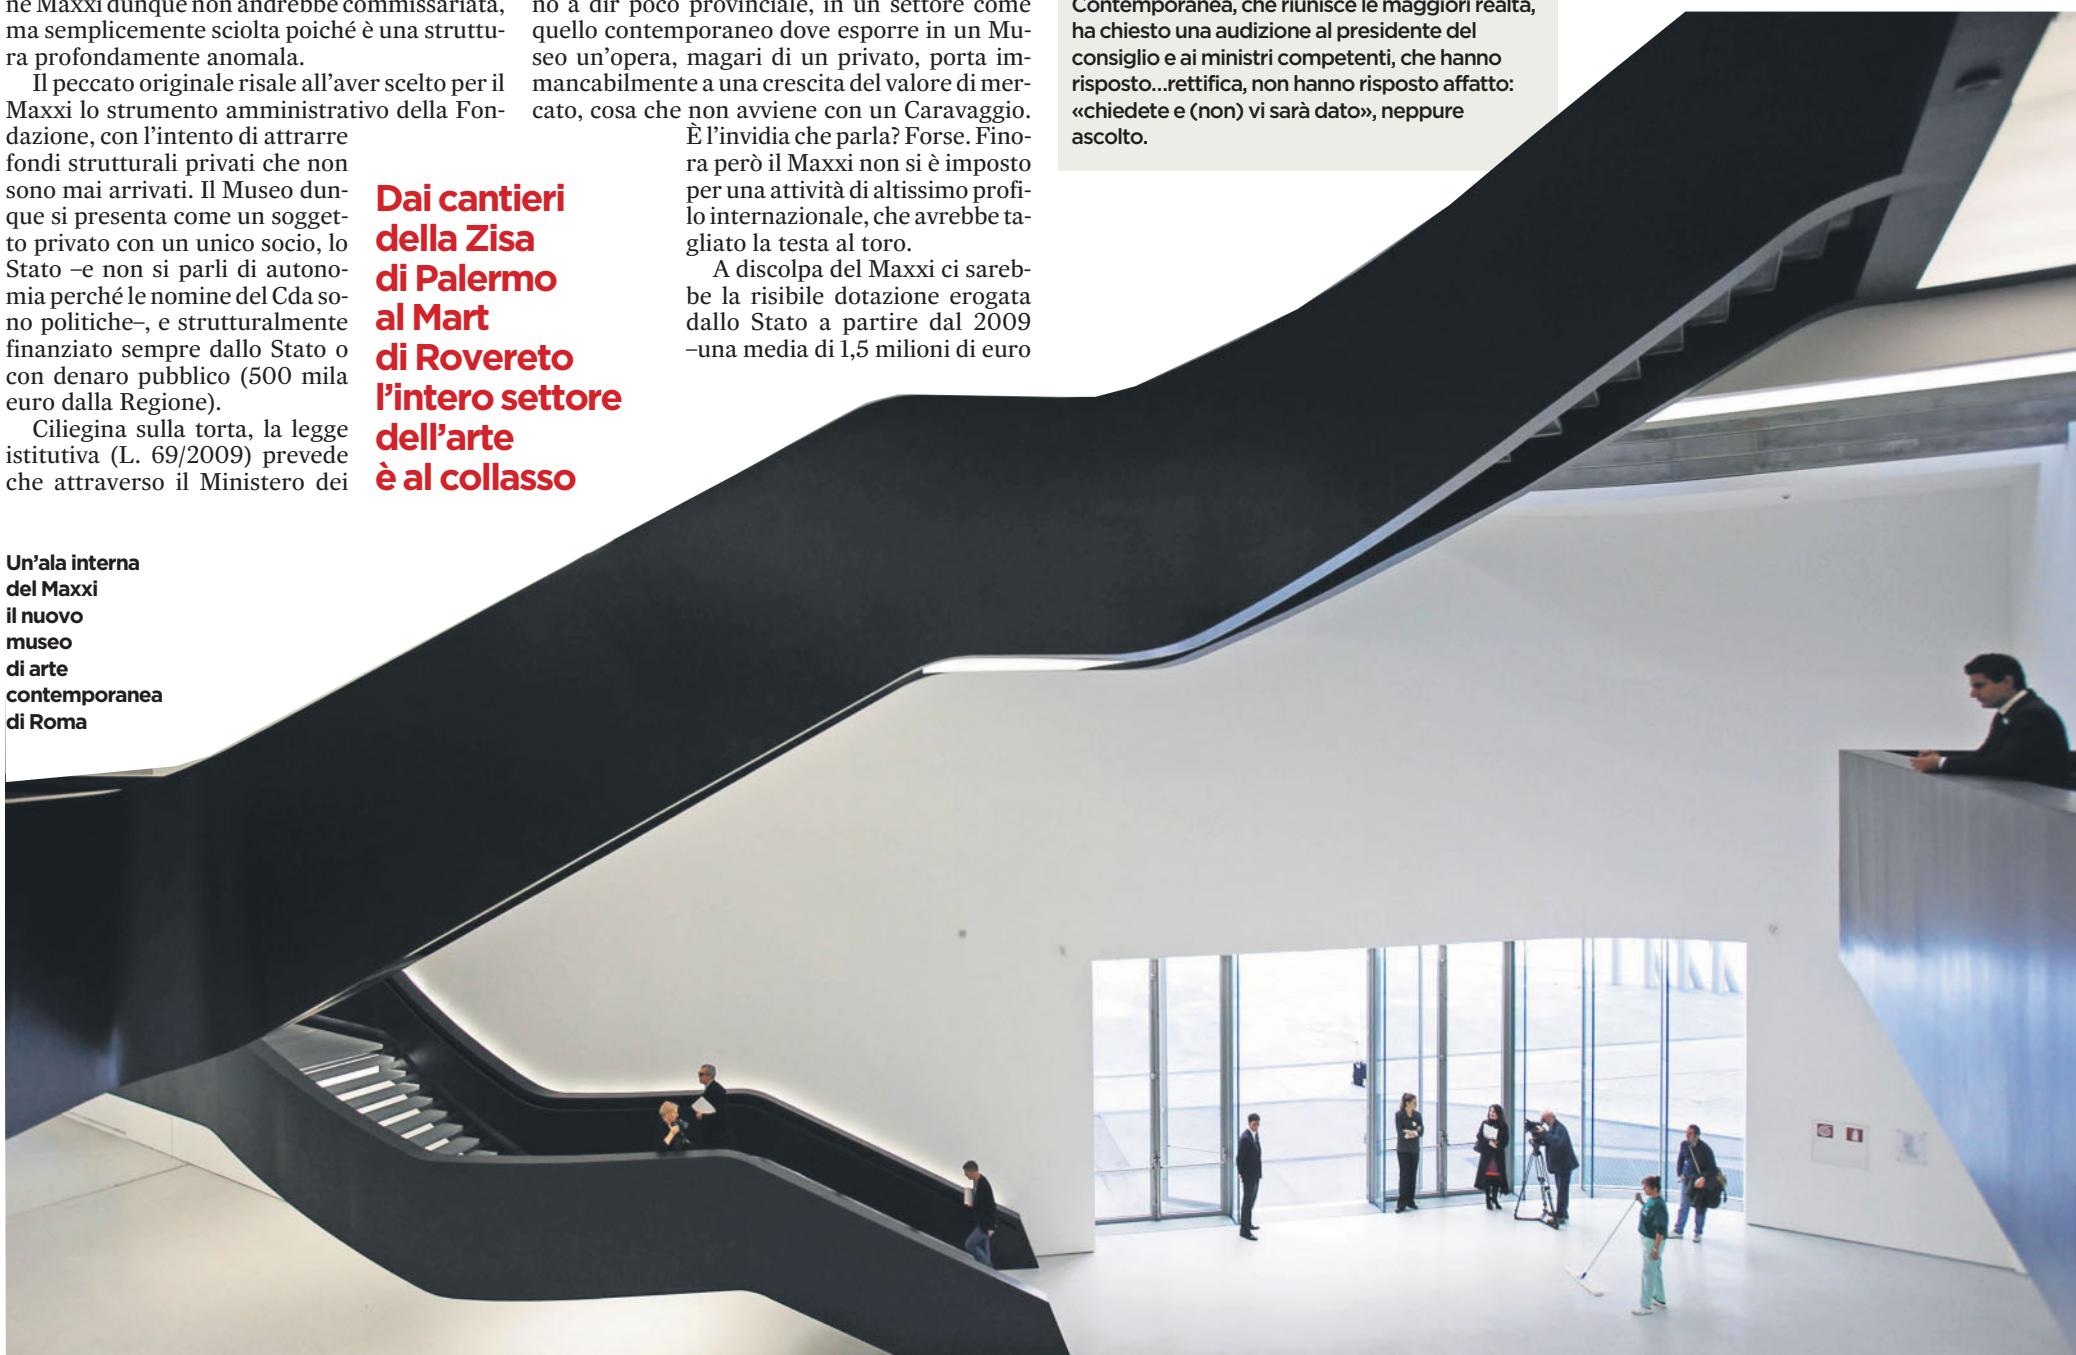 ne Maxxi dunque non andrebbe commissariata,
ma semplicemente sciolta poiché è una struttu-
ra profondamente anomala.
Il peccato originale risale all'aver scelto per il
Maxxi lo strumento amministrativo della Fon-
dazione, con l'intento di attrarre
fondi strutturali privati che non
sono mai arrivati. Il Museo dun-
que si presenta come un sogget-
to privato con un unico socio, lo
Stato –e non si parli di autono-
mia perché le nomine del Cda so-
no politiche–, e strutturalmente
finanziato sempre dallo Stato o
con denaro pubblico (500 mila
euro dalla Regione).
Ciliegina sulla torta, la legge
istitutiva (L. 69/2009) prevede
che attraverso il Ministero dei
Dai cantieri
della Zisa
di Palermo
al Mart
di Rovereto
l'intero settore
dell'arte
è al collasso
no a dir poco provinciale, in un settore come
quello contemporaneo dove esporre in un Mu-
seo un'opera, magari di un privato, porta im-
mancabilmente a una crescita del valore di mer-
cato, cosa che non avviene con un Caravaggio.
È l'invidia che parla? Forse. Fino-
ra però il Maxxi non si è imposto
per una attività di altissimo profi-
lo internazionale, che avrebbe ta-
gliato la testa al toro.
A discolpa del Maxxi ci sareb-
be la risibile dotazione erogata
dallo Stato a partire dal 2009
–una media di 1,5 milioni di euro
Contemporanea, che riunisce le maggiori realtà,
ha chiesto una audizione al presidente del
consiglio e ai ministri competenti, che hanno
risposto...rettifica, non hanno risposto affatto:
«chiedete e (non) vi sarà dato», neppure
ascolto.
Un'ala interna
del Maxxi
il nuovo
museo
di arte
contemporanea
di Roma